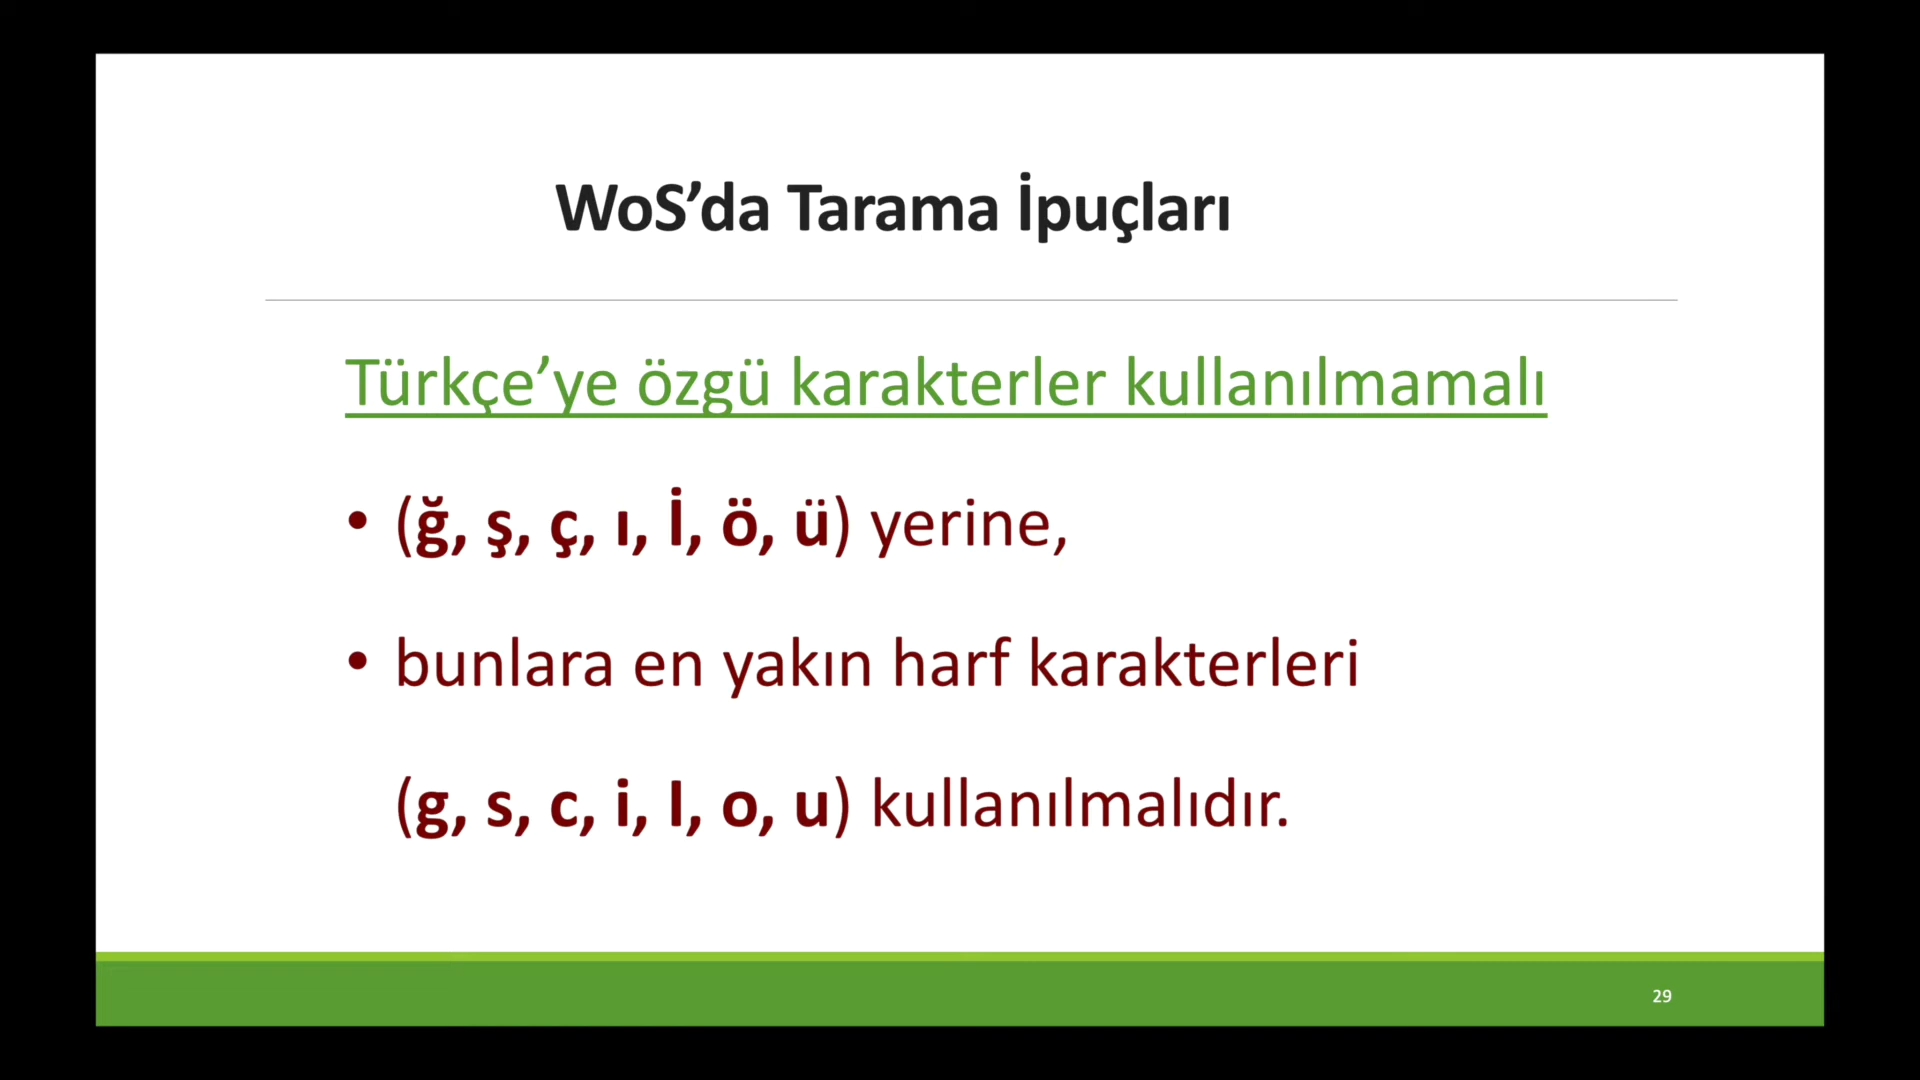 WoS’da Tarama İpuçları
Türkçe’ye özgü karakterler kullanılmamalı
• (ğ, ş, ç, ı, İ, ö, ü) yerine,
• bunlara en yakın harf karakterleri
(g, s, c, i, I, o, u) kullanılmalıdır.
29